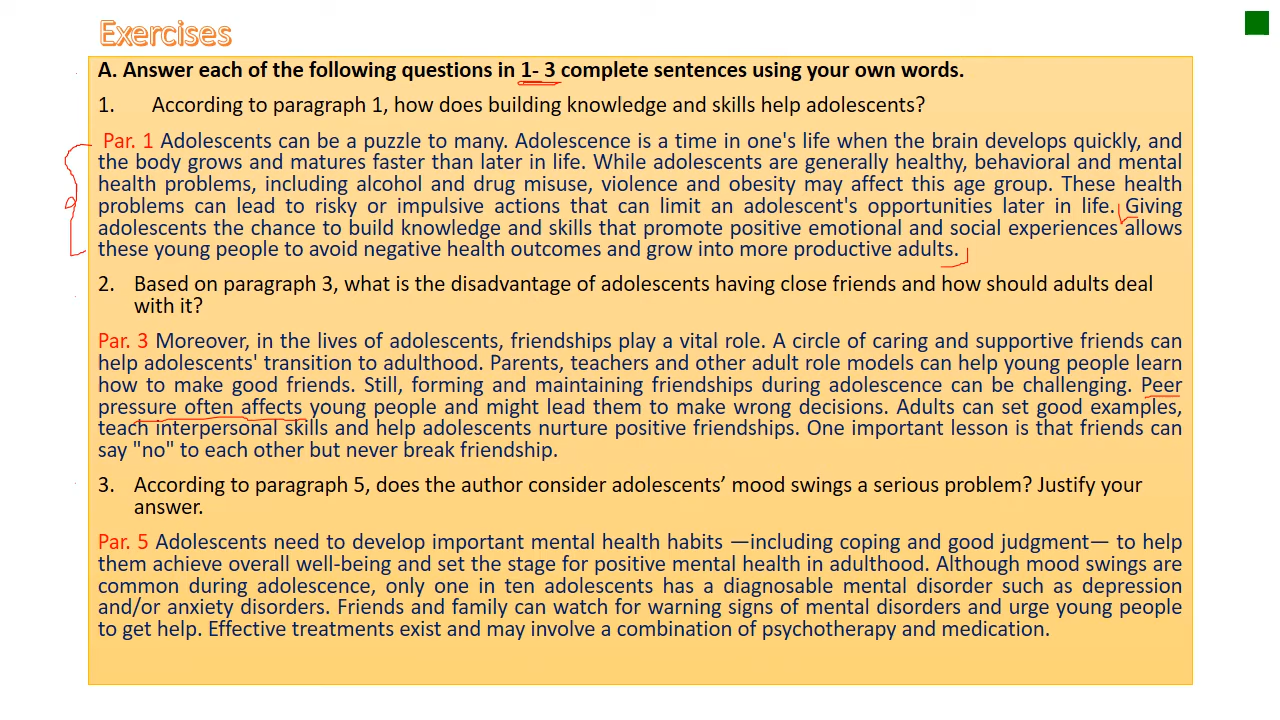 Exercises
A. Answer each of the following questions in 1- 3 complete sentences using your own words.
1. According to paragraph 1, how does building knowledge and skills help adolescents?
Par. 1 Adolescents can be a puzzle to many. Adolescence is a time in one's life when the brain develops quickly, and
the body grows and matures faster than later in life. While adolescents are generally healthy, behavioral and mental
health problems, including alcohol and drug misuse, violence and obesity may affect this age group. These health
problems can lead to risky or impulsive actions that can limit an adolescent's opportunities later in life. Giving
adolescents the chance to build knowledge and skills that promote positive emotional and social experiences allows
these young people to avoid negative health outcomes and grow into more productive adults.
2. Based on paragraph 3, what is the disadvantage of adolescents having close friends and how should adults deal
with it?
Par. 3 Moreover, in the lives of adolescents, friendships play a vital role. A circle of caring and supportive friends can
help adolescents' transition to adulthood. Parents, teachers and other adult role models can help young people learn
how to make good friends. Still, forming and maintaining friendships during adolescence can be challenging. Peer
pressure often affects young people and might lead them to make wrong decisions. Adults can set good examples,
teach interpersonal skills and help adolescents nurture positive friendships. One important lesson is that friends can
say "no" to each other but never break friendship.
3. According to paragraph 5, does the author consider adolescents’ mood swings a serious problem? Justify your
answer.
Par. 5 Adolescents need to develop important mental health habits —including coping and good judgment— to help
them achieve overall well-being and set the stage for positive mental health in adulthood. Although mood swings are
common during adolescence, only one in ten adolescents has a diagnosable mental disorder such as depression
and/or anxiety disorders. Friends and family can watch for warning signs of mental disorders and urge young people
to get help. Effective treatments exist and may involve a combination of psychotherapy and medication.